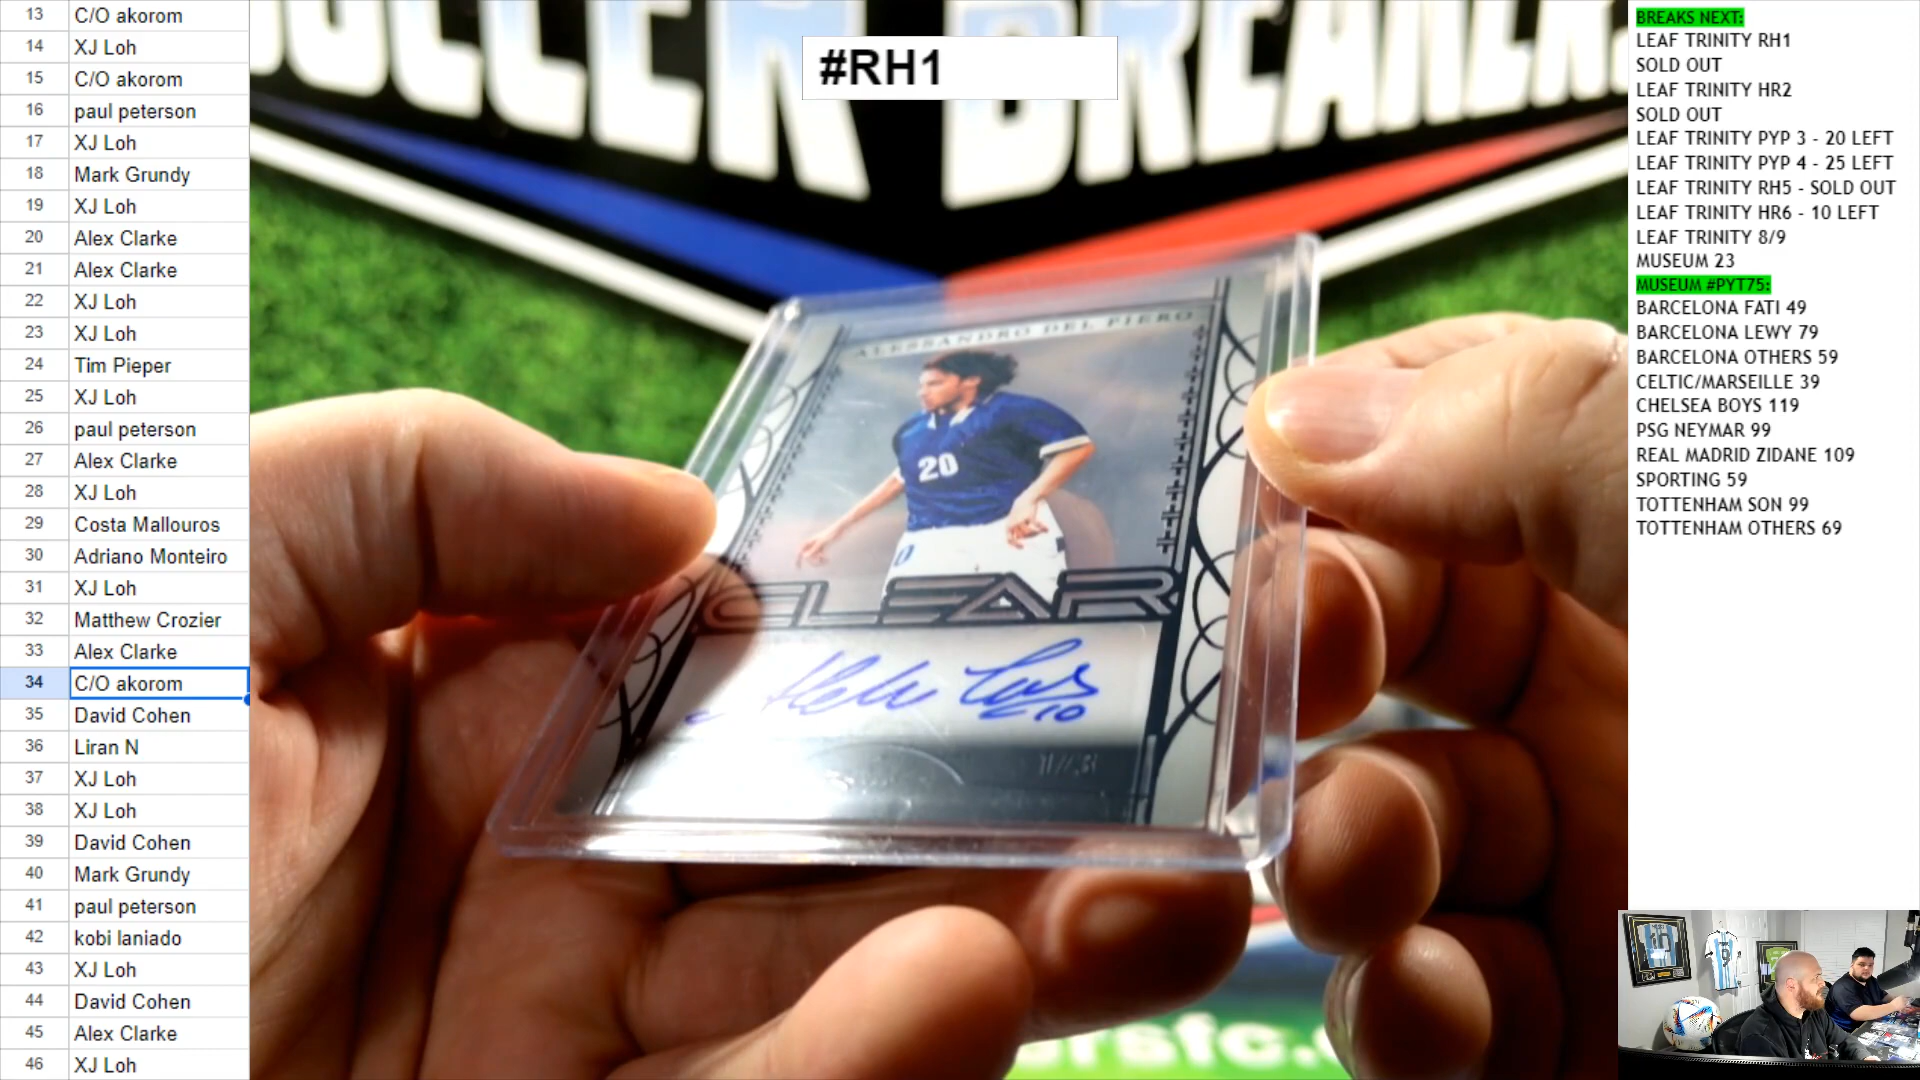 13 C/O akorom
14 XJ Loh
15 C/O akorom
16 paul peterson
17 XJ Loh
18 Mark Grundy
19 XJ Loh
20 Alex Clarke
21 Alex Clarke
22 XJ Loh
23 XJ Loh
24 Tim Pieper
25 XJ Loh
26 paul peterson
27 Alex Clarke
28 XJ Loh
29 Costa Mallouros
30 Adriano Monteiro
31 XJ Loh
32 Matthew Crozier
33 Alex Clarke
34 C/O akorom
35 David Cohen
36 Liran N
37 XJ Loh
38 XJ Loh
39 David Cohen
40 Mark Grundy
41 paul peterson
42 kobi laniado
43 XJ Loh
44 David Cohen
45 Alex Clarke
46 XJ Loh
SOCCER BREAKERS
#RH1
ALESSANDRO DEL PIERO
20
CLEAR
10
BREAKS NEXT:
LEAF TRINITY RH1
SOLD OUT
LEAF TRINITY HR2
SOLD OUT
LEAF TRINITY PYP 3 - 20 LEFT
LEAF TRINITY PYP 4 - 25 LEFT
LEAF TRINITY RH5 - SOLD OUT
LEAF TRINITY HR6 - 10 LEFT
LEAF TRINITY 8/9
MUSEUM 23
MUSEUM #PYT75:
BARCELONA FATI 49
BARCELONA LEWY 79
BARCELONA OTHERS 59
CELTIC/MARSEILLE 39
CHELSEA BOYS 119
PSG NEYMAR 99
REAL MADRID ZIDANE 109
SPORTING 59
TOTTENHAM SON 99
TOTTENHAM OTHERS 69